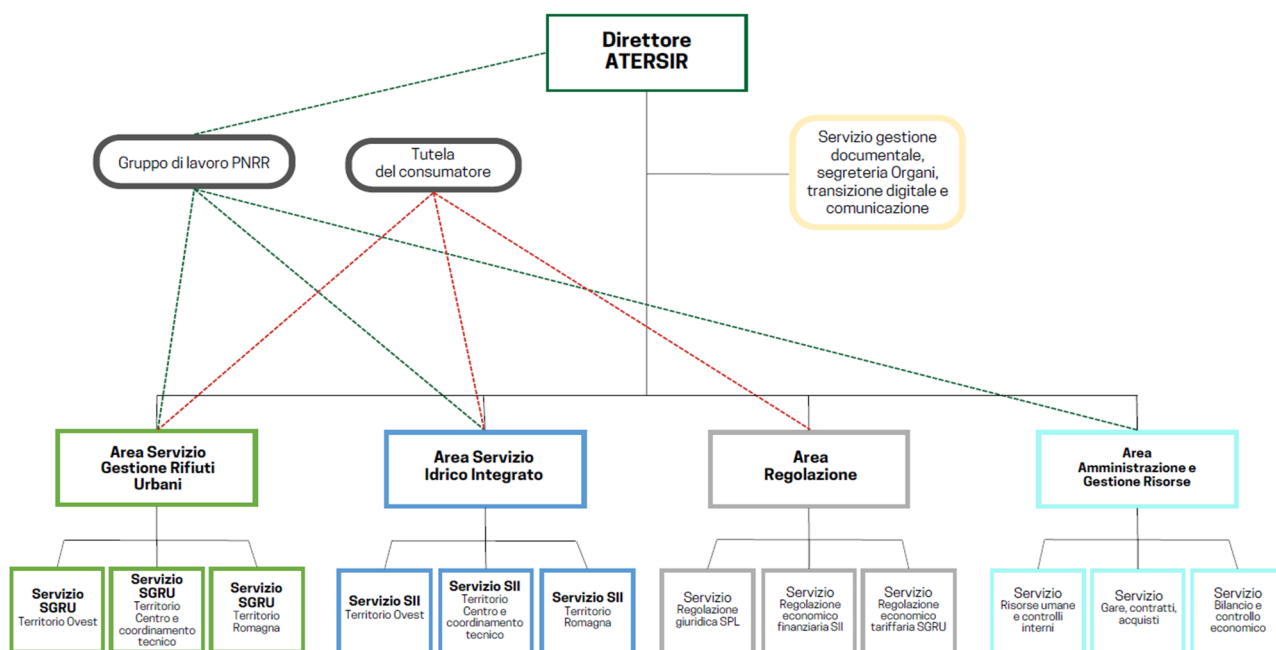 Direttore
ATERSIR
Gruppo di lavoro PNRR
Tutela
del consumatore
Servizio gestione
documentale,
segreteria Organi,
transizione digitale e
comunicazione
Area Servizio
Gestione Rifiuti
Urbani
Area Servizio
Idrico Integrato
Area
Regolazione
Area
Amministrazione e
Gestione Risorse
Servizio
SGRU
Territorio Ovest
Servizio
SGRU
Territorio
Centro e
coordinamento
tecnico
Servizio
SGRU
Territorio
Romagna
Servizio SII
Territorio Ovest
Servizio SII
Territorio
Centro e
coordinamento
tecnico
Servizio SII
Territorio
Romagna
Servizio
Regolazione
giuridica SPL
Servizio
Regolazione
economico
finanziaria SII
Servizio
Regolazione
economico
tariffaria SGRU
Servizio
Risorse umane
e controlli
interni
Servizio
Gare, contratti,
acquisti
Servizio
Bilancio e
controllo
economico